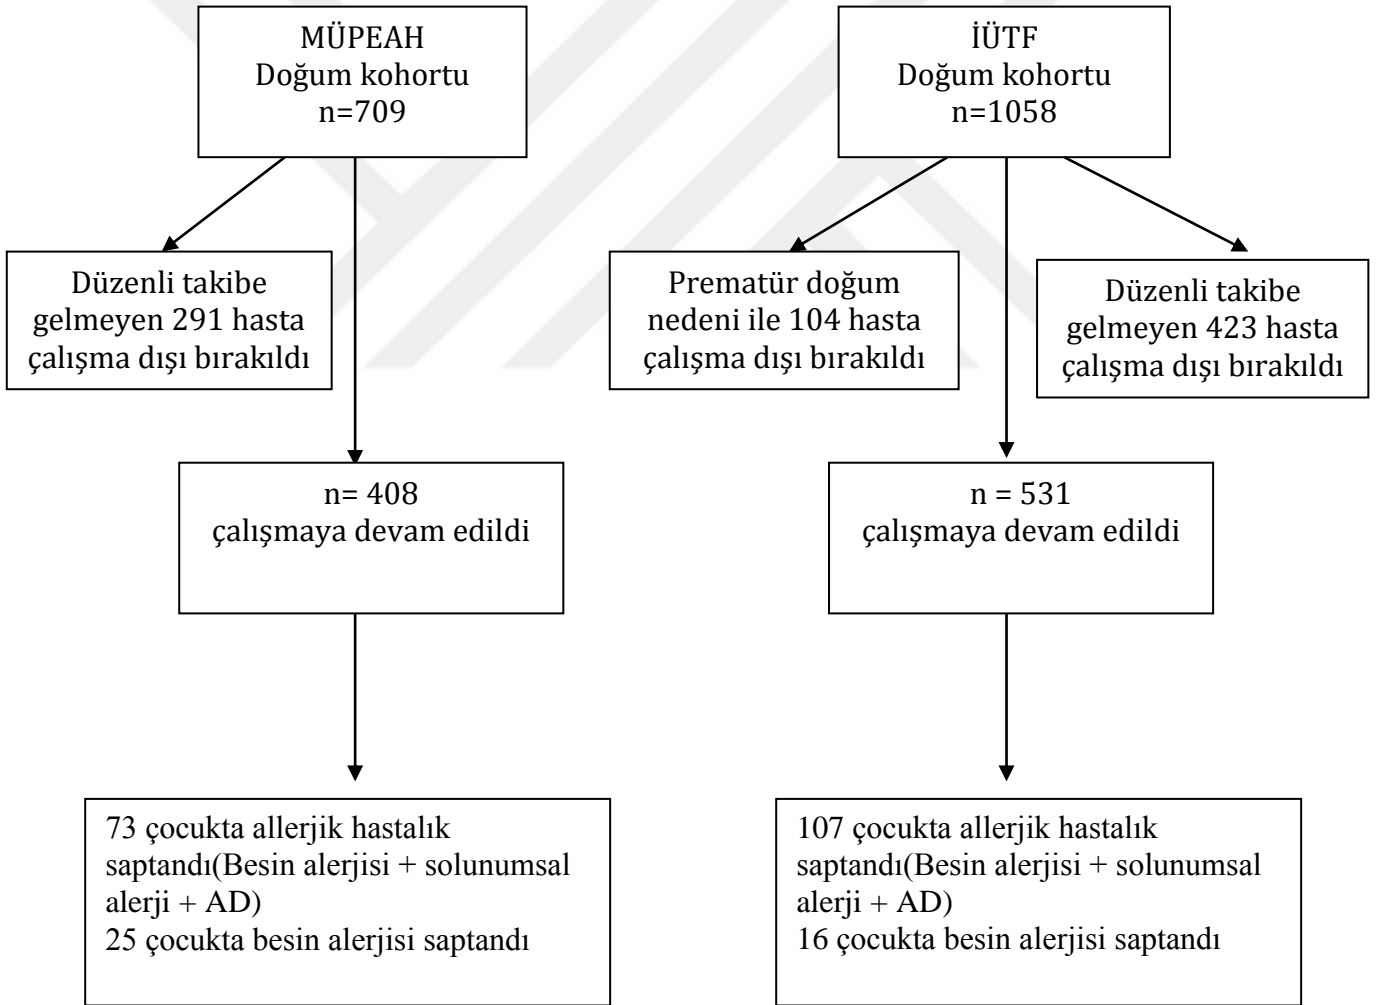 MÜPEAH
Doğum kohortu
n=709
İÜTF
Doğum kohortu
n=1058
Düzenli takibe
gelmeyen 291 hasta
çalışma dışı bırakıldı
Prematür doğum
nedeni ile 104 hasta
çalışma dışı bırakıldı
Düzenli takibe
gelmeyen 423 hasta
çalışma dışı bırakıldı
n= 408
çalışmaya devam edildi
n = 531
çalışmaya devam edildi
73 çocukta allerjik hastalık
saptandı(Besin alerjisi + solunumsal
alerji + AD)
25 çocukta besin alerjisi saptandı
107 çocukta allerjik hastalık
saptandı(Besin alerjisi + solunumsal
alerji + AD)
16 çocukta besin alerjisi saptandı